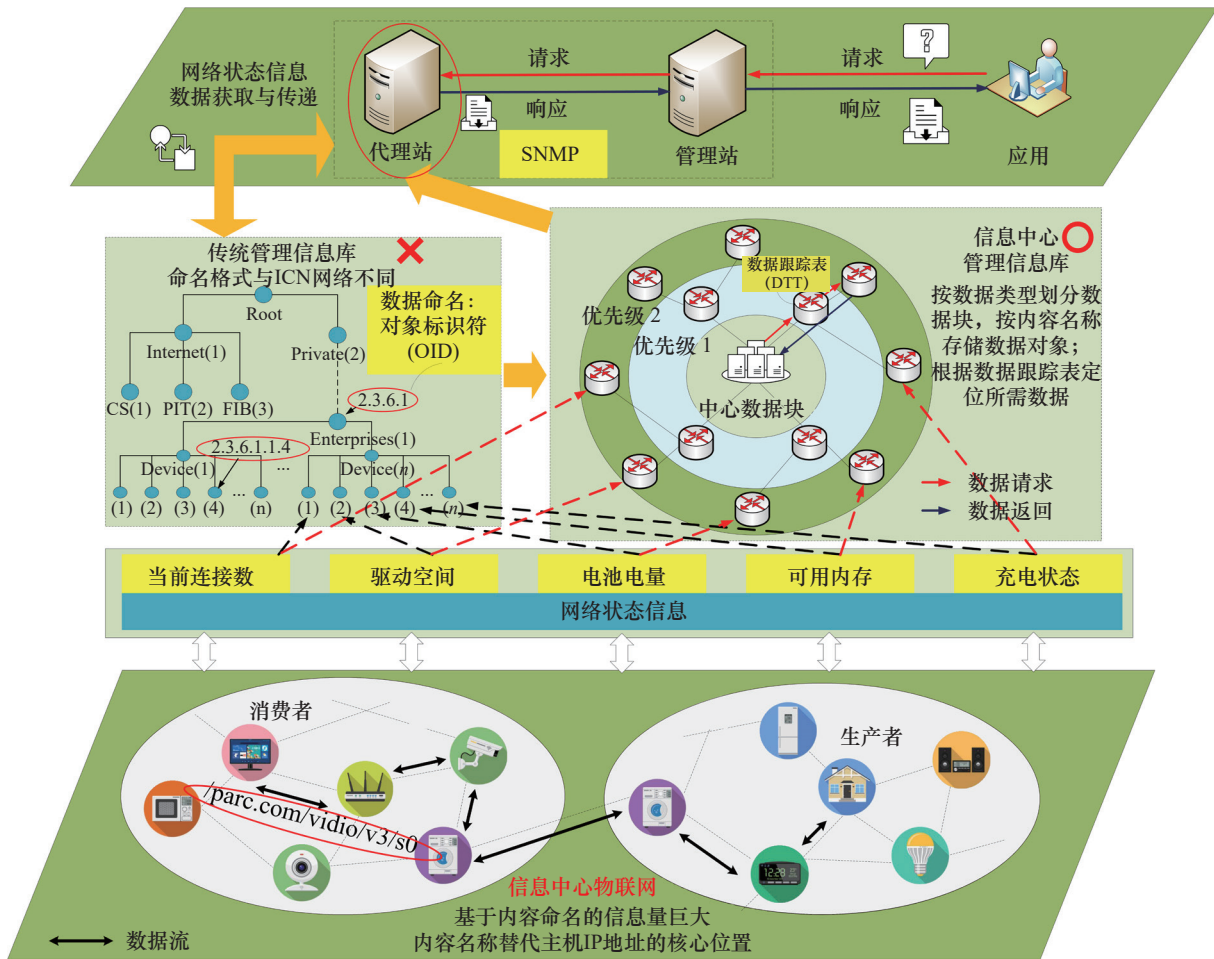 网络状态信息
数据获取与传递
请求
响应
代理站
SNMP
管理站
请求
响应
?
应用
传统管理信息库
命名格式与ICN网络不同
Root
Internet(1)
Private(2)
CS(1)
PIT(2)
FIB(3)
2.3.6.1
Enterprises(1)
2.3.6.1.1.4
Device(1)
...
Device(n)
(1)
(2)
(3)
(4)
...
(n)
(1)
(2)
(3)
(4)
...
(n)
数据命名：
对象标识符
(OID)
数据跟踪表
(DTT)
优先级 2
优先级 1
中心数据块
信息中心
管理信息库
按数据类型划分数
据块，按内容名称
存储数据对象；
根据数据跟踪表定
位所需数据
数据请求
数据返回
当前连接数
驱动空间
电池电量
可用内存
充电状态
网络状态信息
消费者
/parc.com/vidio/v3/s0
生产者
12:28
信息中心物联网
基于内容命名的信息量巨大
内容名称替代主机IP地址的核心位置
数据流